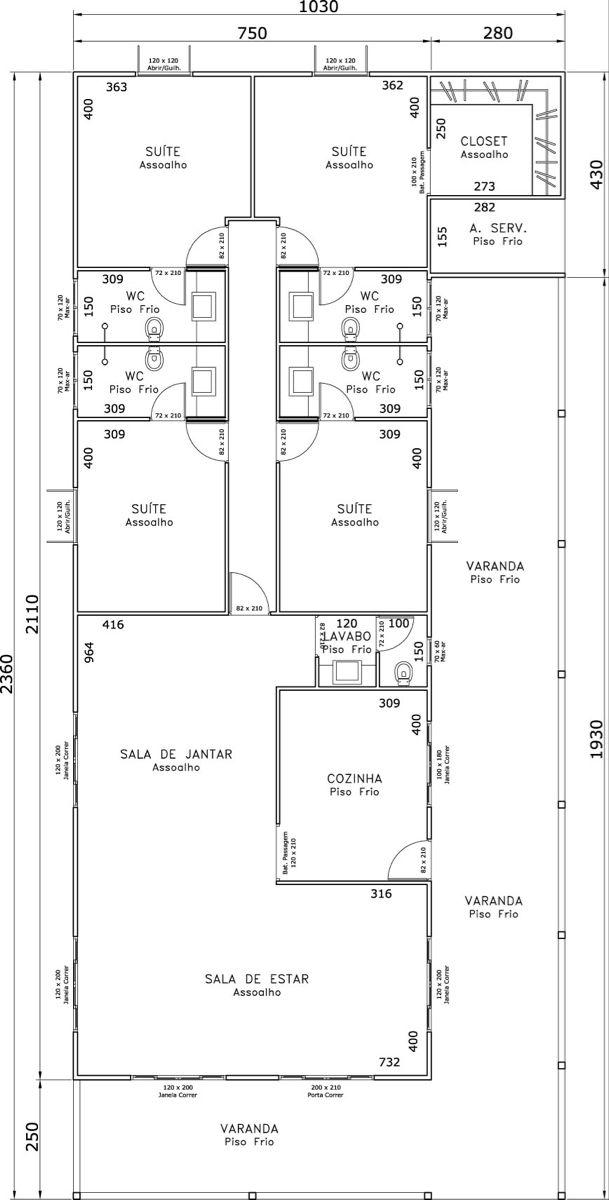 1030
750
280
120 x 120
Abrir/Guilh.
120 x 120
Abrir/Guilh.
363
400
SUÍTE
Assoalho
362
400
SUÍTE
Assoalho
100 x 210
Bat. Passagem
250
CLOSET
Assoalho
273
430
282
155
A. SERV.
Piso Frio
82 x 210
82 x 210
72 x 210
72 x 210
309
150
WC
Piso Frio
70 x 120
Max-ar
309
150
WC
Piso Frio
70 x 120
Max-ar
150
WC
Piso Frio
309
70 x 120
Max-ar
150
WC
Piso Frio
309
70 x 120
Max-ar
72 x 210
72 x 210
82 x 210
82 x 210
309
400
SUÍTE
Assoalho
120 x 120
Abrir/Guilh.
309
400
SUÍTE
Assoalho
120 x 120
Abrir/Guilh.
VARANDA
Piso Frio
82 x 210
2110
2360
416
964
120
82 x 210
LAVABO
Piso Frio
100
72 x 210
150
70 x 60
Max-ar
309
400
SALA DE JANTAR
Assoalho
120 x 200
Janela Correr
COZINHA
Piso Frio
100 x 180
Janela Correr
1930
Bat. Passagem
120 x 210
82 x 210
316
VARANDA
Piso Frio
SALA DE ESTAR
Assoalho
120 x 200
Janela Correr
120 x 200
Janela Correr
400
732
120 x 200
Janela Correr
200 x 210
Porta Correr
250
VARANDA
Piso Frio